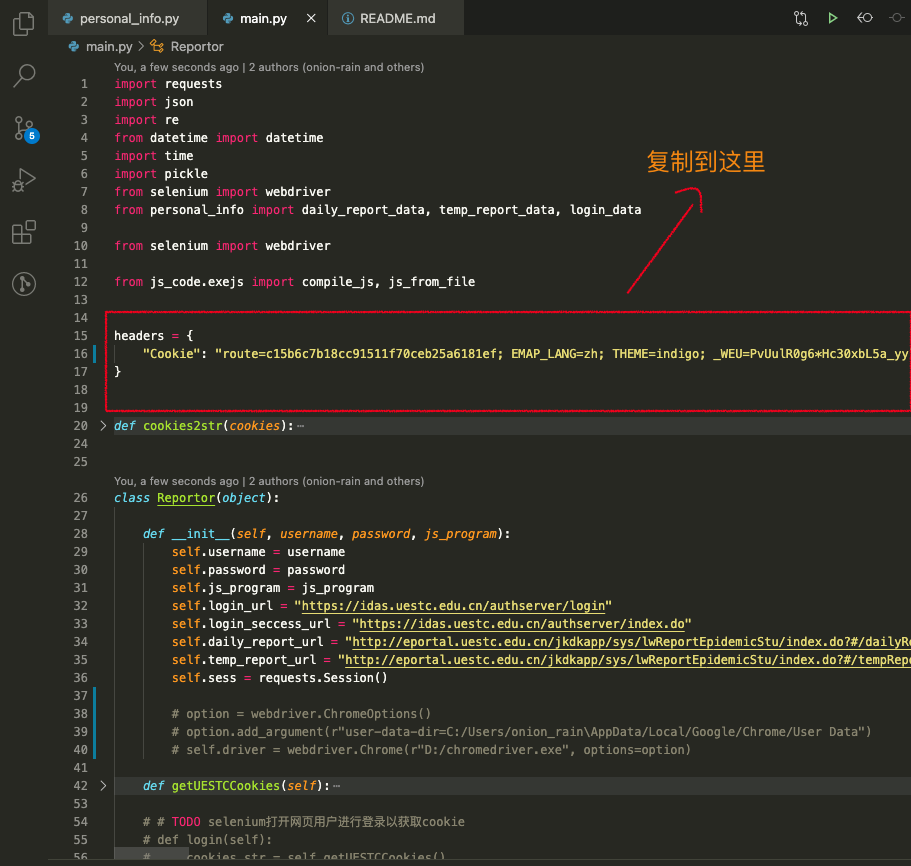 personal_info.py main.py × README.md
main.py > Reportor
You, a few seconds ago | 2 authors (onion-rain and others)
1 import requests
2 import json
3 import re
4 from datetime import datetime
5 import time
复制到这里
6 import pickle
7 from selenium import webdriver
8 from personal_info import daily_report_data, temp_report_data, login_data
9
10 from selenium import webdriver
11
12 from js_code.exejs import compile_js, js_from_file
13
14
15 headers = {
16 "Cookie": "route=c15b6c7b18cc91511f70ceb25a6181ef; EMAP_LANG=zh; THEME=indigo; _WEU=PvUulR0g6*Hc30xbL5a_yy
17 }
18
19
20 > def cookies2str(cookies):⋯
24
25
You, a few seconds ago | 2 authors (onion-rain and others)
26 class Reportor(object):
27
28 def __init__(self, username, password, js_program):
29 self.username = username
30 self.password = password
31 self.js_program = js_program
32 self.login_url = "https://idas.uestc.edu.cn/authserver/login"
33 self.login_seccess_url = "https://idas.uestc.edu.cn/authserver/index.do"
34 self.daily_report_url = "http://eportal.uestc.edu.cn/jkdkapp/sys/lwReportEpidemicStu/index.do?#/dailyRe
35 self.temp_report_url = "http://eportal.uestc.edu.cn/jkdkapp/sys/lwReportEpidemicStu/index.do?#/tempRepo
5
36 self.sess = requests.Session()
37
38 # option = webdriver.ChromeOptions()
39 # option.add_argument(r"user-data-dir=C:/Users/onion_rain\AppData/Local/Google/Chrome/User Data")
40 # self.driver = webdriver.Chrome(r"D:/chromedriver.exe", options=option)
41
42 > def getUESTCCookies(self):⋯
53
54 # # TODO selenium打开网页用户进行登录以获取cookie
55 # def login(self):
56 # cookies_str = self.getUESTCCookies()